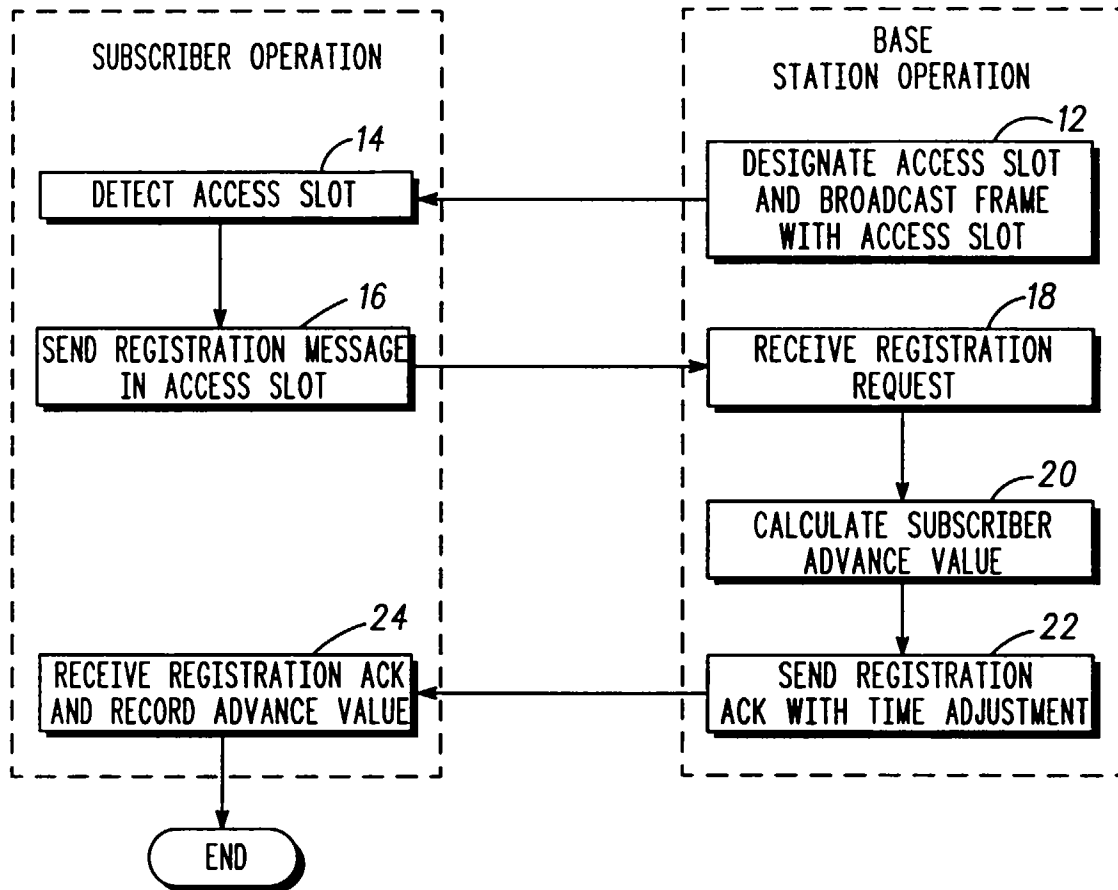 SUBSCRIBER OPERATION
BASE
STATION OPERATION
12
DESIGNATE ACCESS SLOT
AND BROADCAST FRAME
WITH ACCESS SLOT
14
DETECT ACCESS SLOT
16
SEND REGISTRATION MESSAGE
IN ACCESS SLOT
18
RECEIVE REGISTRATION
REQUEST
20
CALCULATE SUBSCRIBER
ADVANCE VALUE
22
SEND REGISTRATION
ACK WITH TIME ADJUSTMENT
24
RECEIVE REGISTRATION ACK
AND RECORD ADVANCE VALUE
END